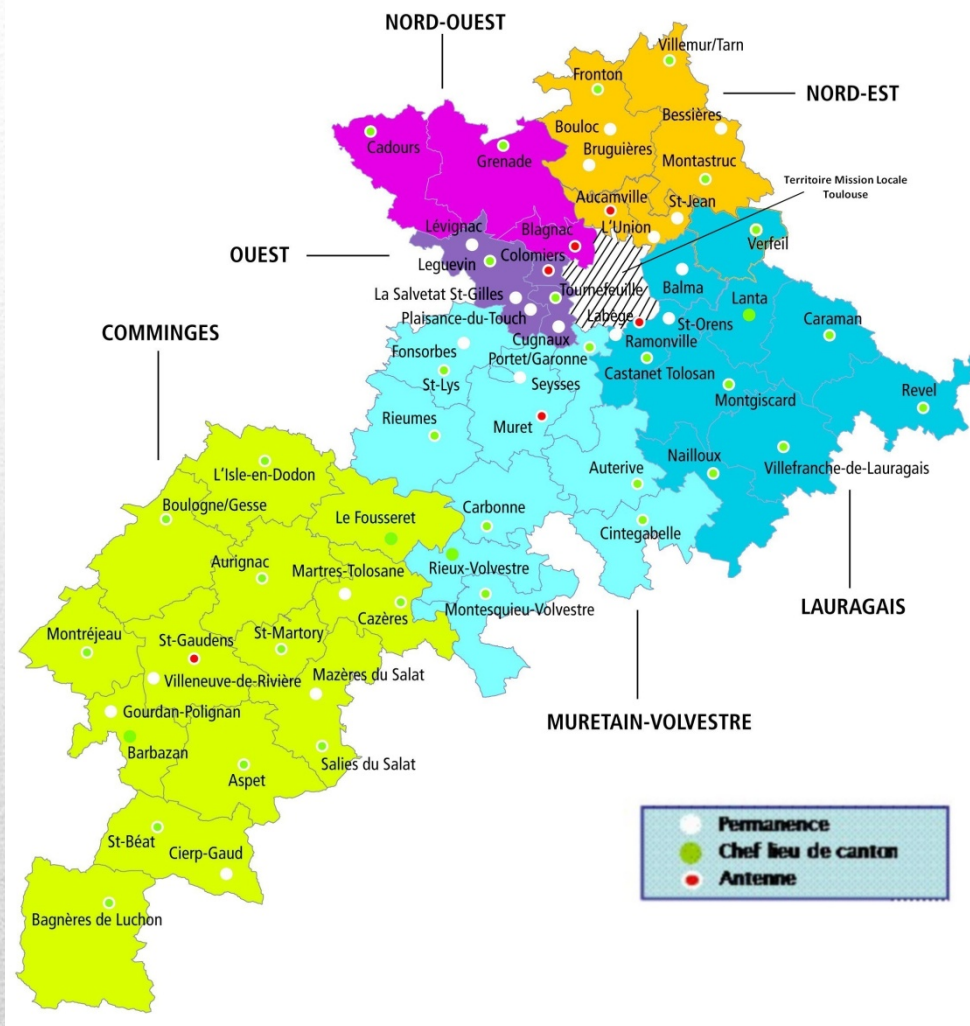 NORD-OUEST
Villemur/Tarn
Fronton
NORD-EST
Bessières
Bouloc
Cadours
Grenade
Bruguières
Montastruc
Territoire Mission Locale
Toulouse
Aucamville
St-Jean
Lévignac
Blagnac
L'Union
Verfeil
OUEST
Leguevin
Colomiers
Balma
Tournefeuille
La Salvetat St-Gilles
Lanta
Plaisance-du-Touch
Labège
St-Orens
Caraman
COMMINGES
Cugnaux
Ramonville
Fonsorbes
Portet/Garonne
Castanet Tolosan
St-Lys
Seysses
Revel
Montgiscard
Rieumes
Muret
Nailloux
Villefranche-de-Lauragais
L'Isle-en-Dodon
Auterive
Boulogne/Gesse
Carbonne
Le Fousseret
Cintegabelle
Aurignac
Martres-Tolosane
Rieux-Volvestre
LAURAGAIS
Cazères
Montesquieu-Volvestre
Montréjeau
St-Gaudens
St-Martory
Villeneuve-de-Rivière
Mazères du Salat
Gourdan-Polignan
MURETAIN-VOLVESTRE
Barbazan
Salies du Salat
Aspet
St-Béat
Cierp-Gaud
Bagnères de Luchon
Permanence
Chef lieu de canton
Antenne